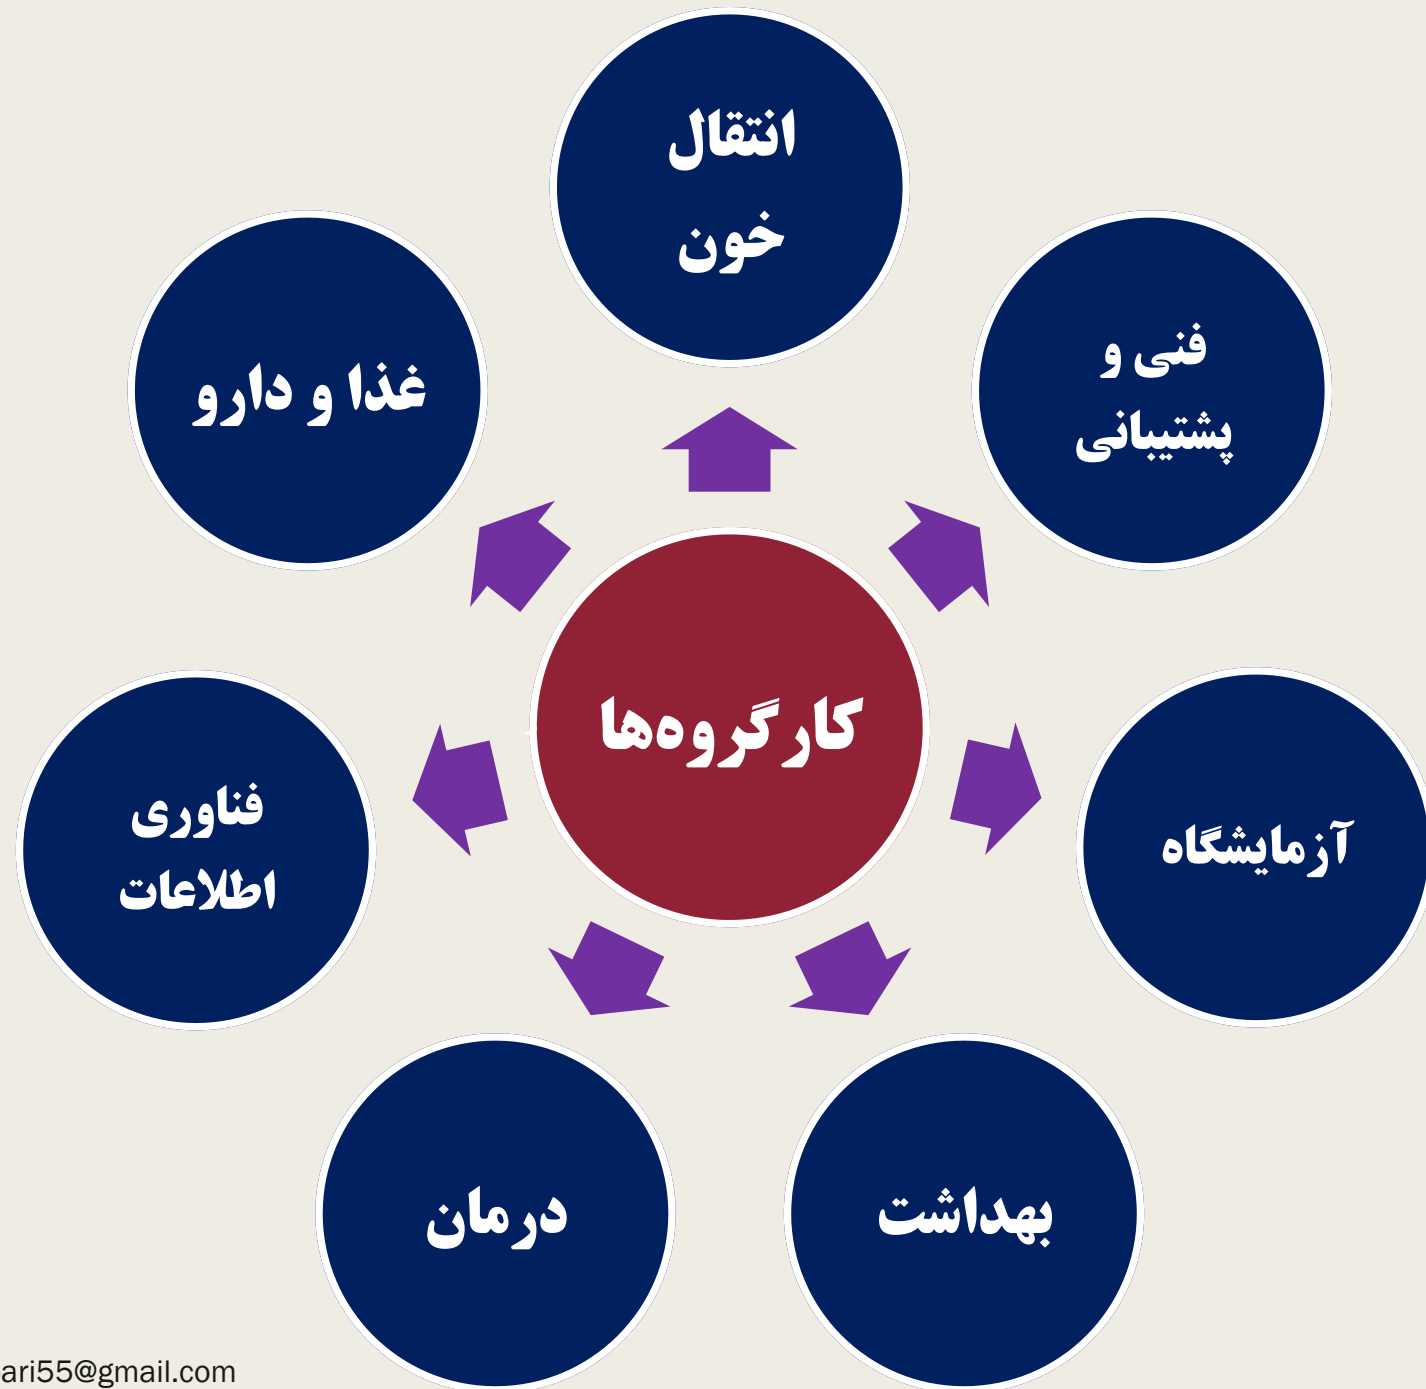 انتقال
خون
فنی و
پشتیبانی
غذا و دارو
کارگروه‌ها
آزمایشگاه
فناوری
اطلاعات
بهداشت
درمان
ari55@gmail.com